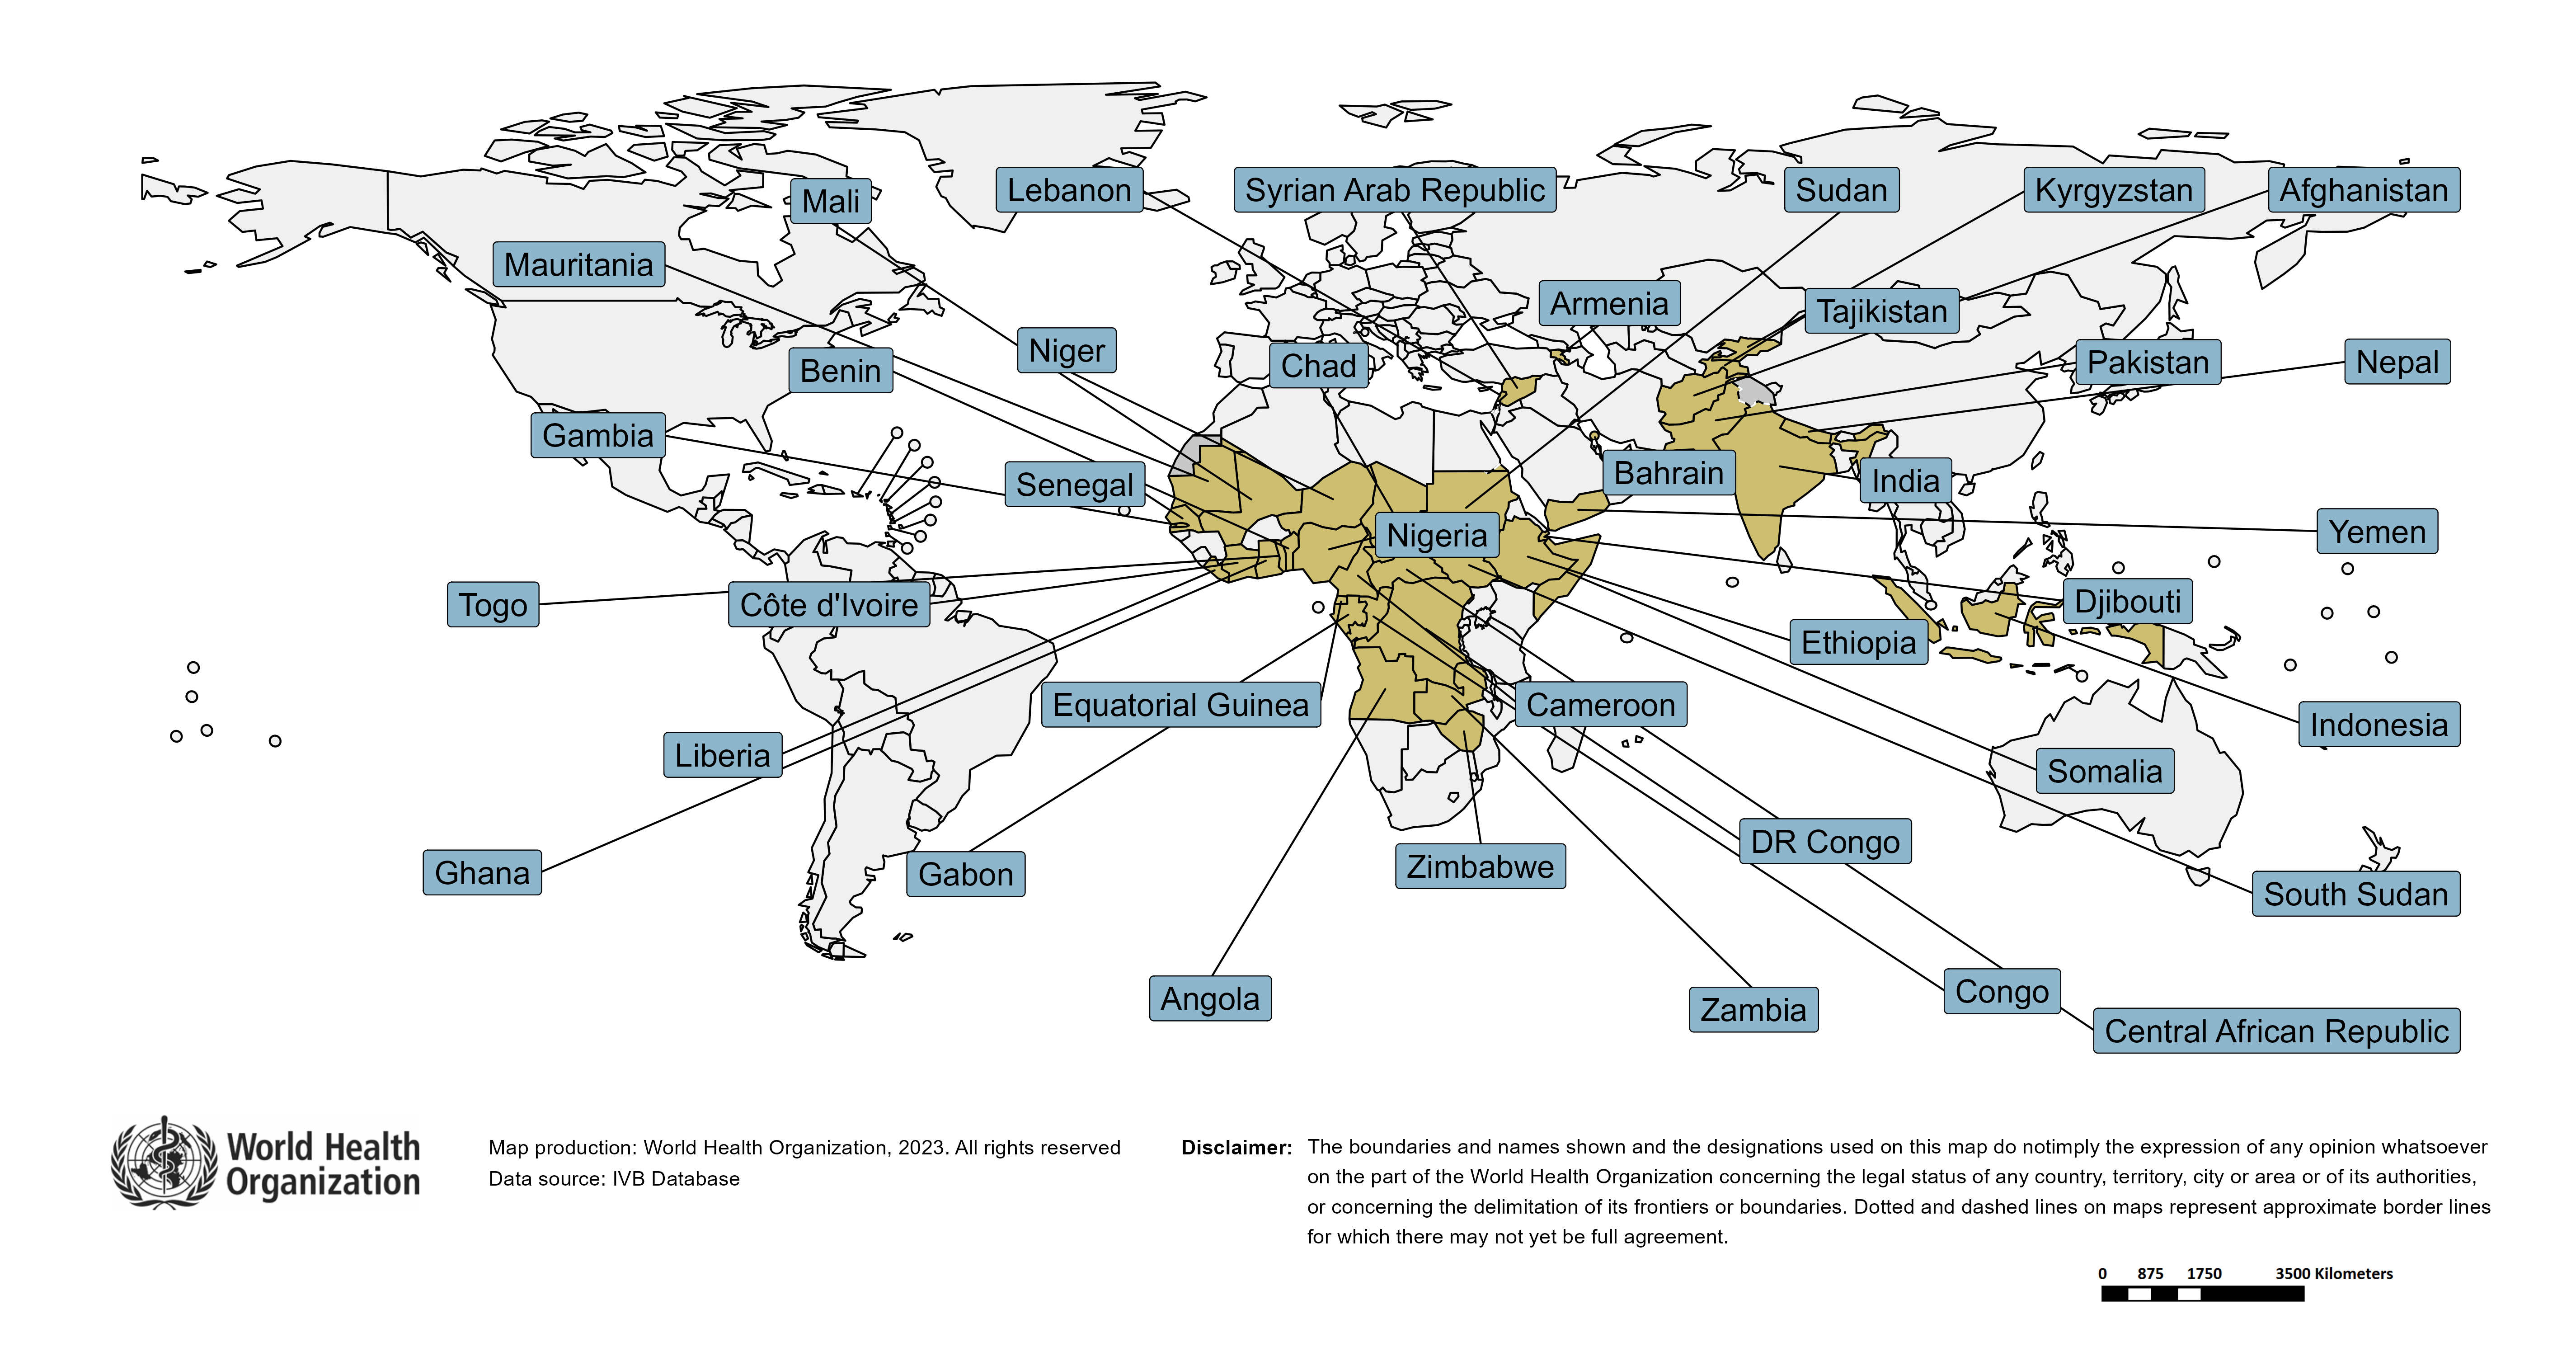 Lebanon
Syrian Arab Republic
Sudan
Kyrgyzstan
Afghanistan
Mali
Mauritania
Armenia
Tajikistan
Niger
Benin
Chad
Pakistan
Nepal
Gambia
Senegal
Bahrain
India
Nigeria
Yemen
Togo
Côte d'Ivoire
Djibouti
Ethiopia
Equatorial Guinea
Cameroon
Indonesia
Liberia
Somalia
DR Congo
Ghana
Gabon
Zimbabwe
South Sudan
Angola
Zambia
Congo
Central African Republic
World Health
Organization
Map production: World Health Organization, 2023. All rights reserved
Data source: IVB Database
Disclaimer:
The boundaries and names shown and the designations used on this map do notimply the expression of any opinion whatsoever
on the part of the World Health Organization concerning the legal status of any country, territory, city or area or of its authorities,
or concerning the delimitation of its frontiers or boundaries. Dotted and dashed lines on maps represent approximate border lines
for which there may not yet be full agreement.
0 875 1750 3500 Kilometers